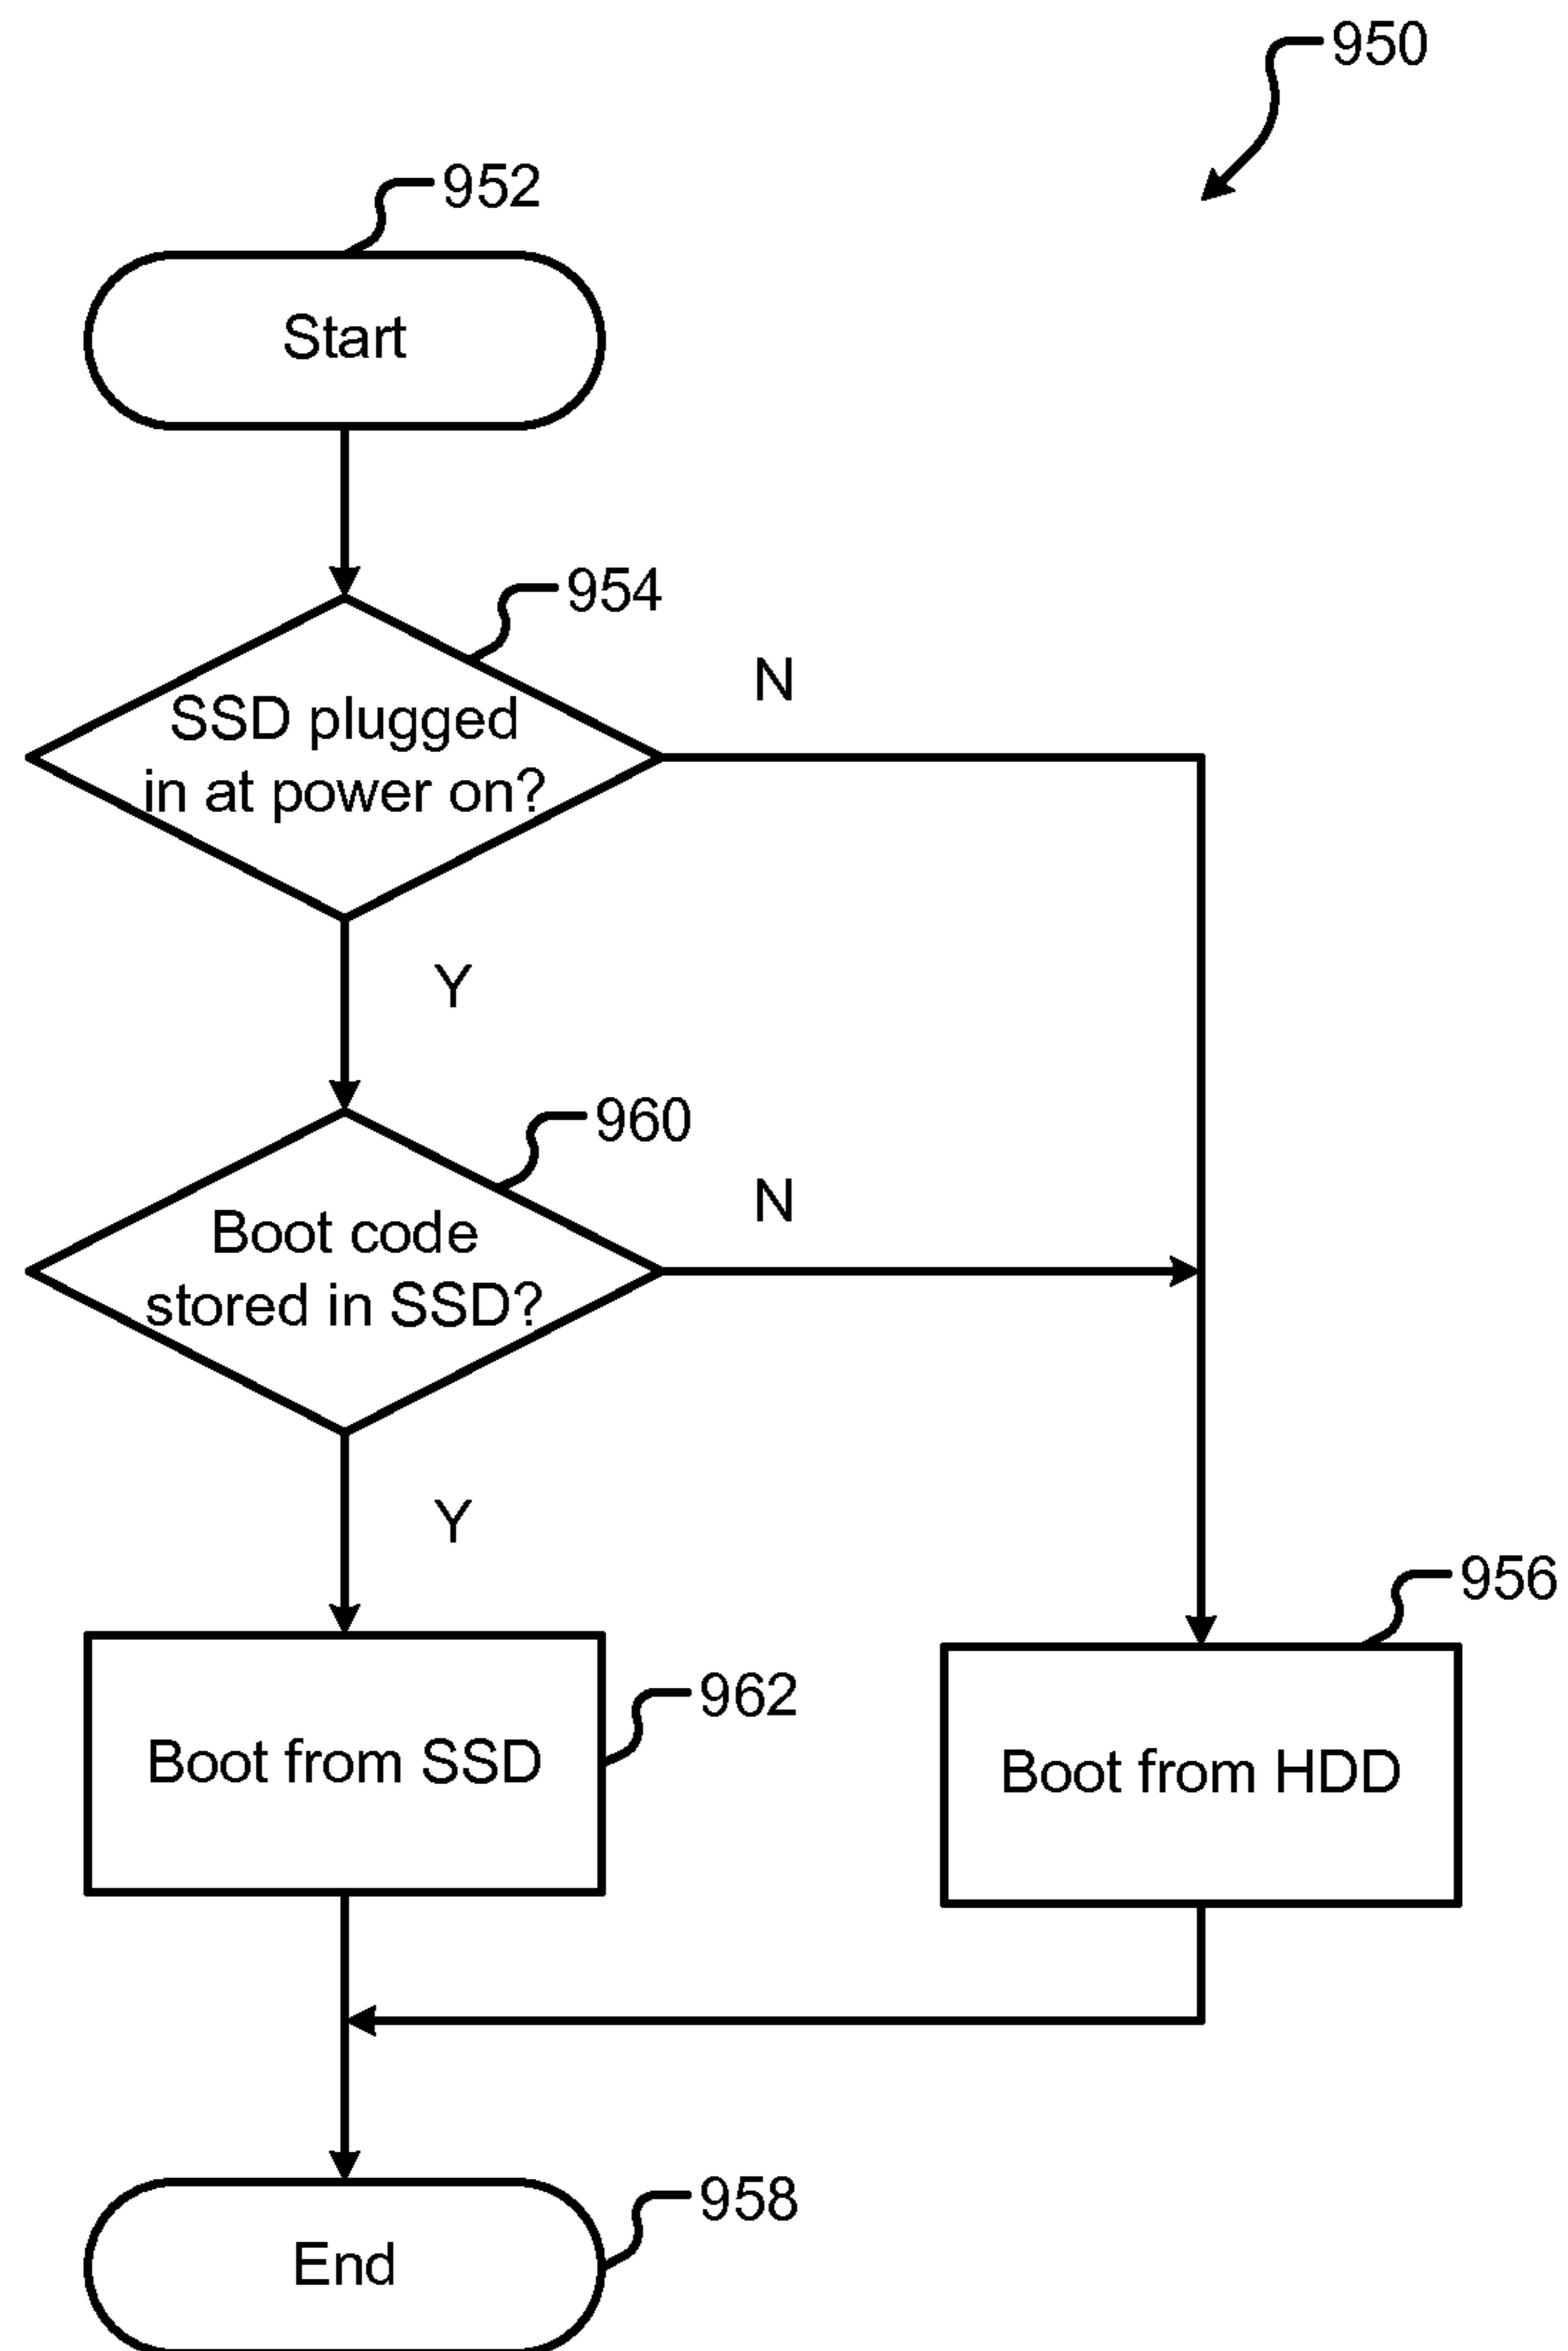 950
952
Start
954
SSD plugged
in at power on?
N
Y
960
Boot code
stored in SSD?
N
Y
956
962
Boot from SSD
Boot from HDD
958
End